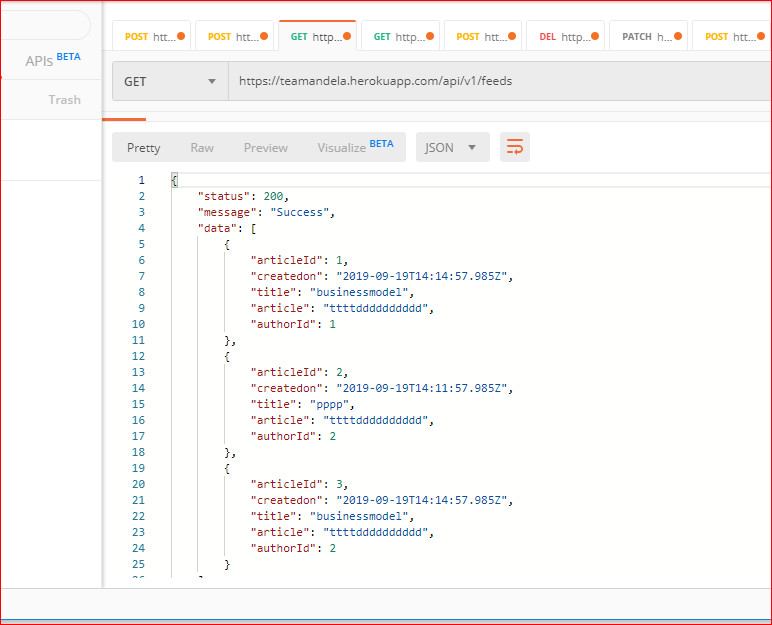 POST htt... POST htt... GET http... GET http... POST htt... DEL http... PATCH h... POST htt...
APIs BETA
Trash
GET https://teamandela.herokuapp.com/api/v1/feeds
Pretty Raw Preview Visualize BETA JSON
1 {
2 "status": 200,
3 "message": "Success",
4 "data": [
5 {
6 "articleId": 1,
7 "createdon": "2019-09-19T14:14:57.985Z",
8 "title": "businessmodel",
9 "article": "ttttdddddddddd",
10 "authorId": 1
11 },
12 {
13 "articleId": 2,
14 "createdon": "2019-09-19T14:11:57.985Z",
15 "title": "pppp",
16 "article": "ttttdddddddddd",
17 "authorId": 2
18 },
19 {
20 "articleId": 3,
21 "createdon": "2019-09-19T14:14:57.985Z",
22 "title": "businessmodel",
23 "article": "ttttdddddddddd",
24 "authorId": 2
25 }